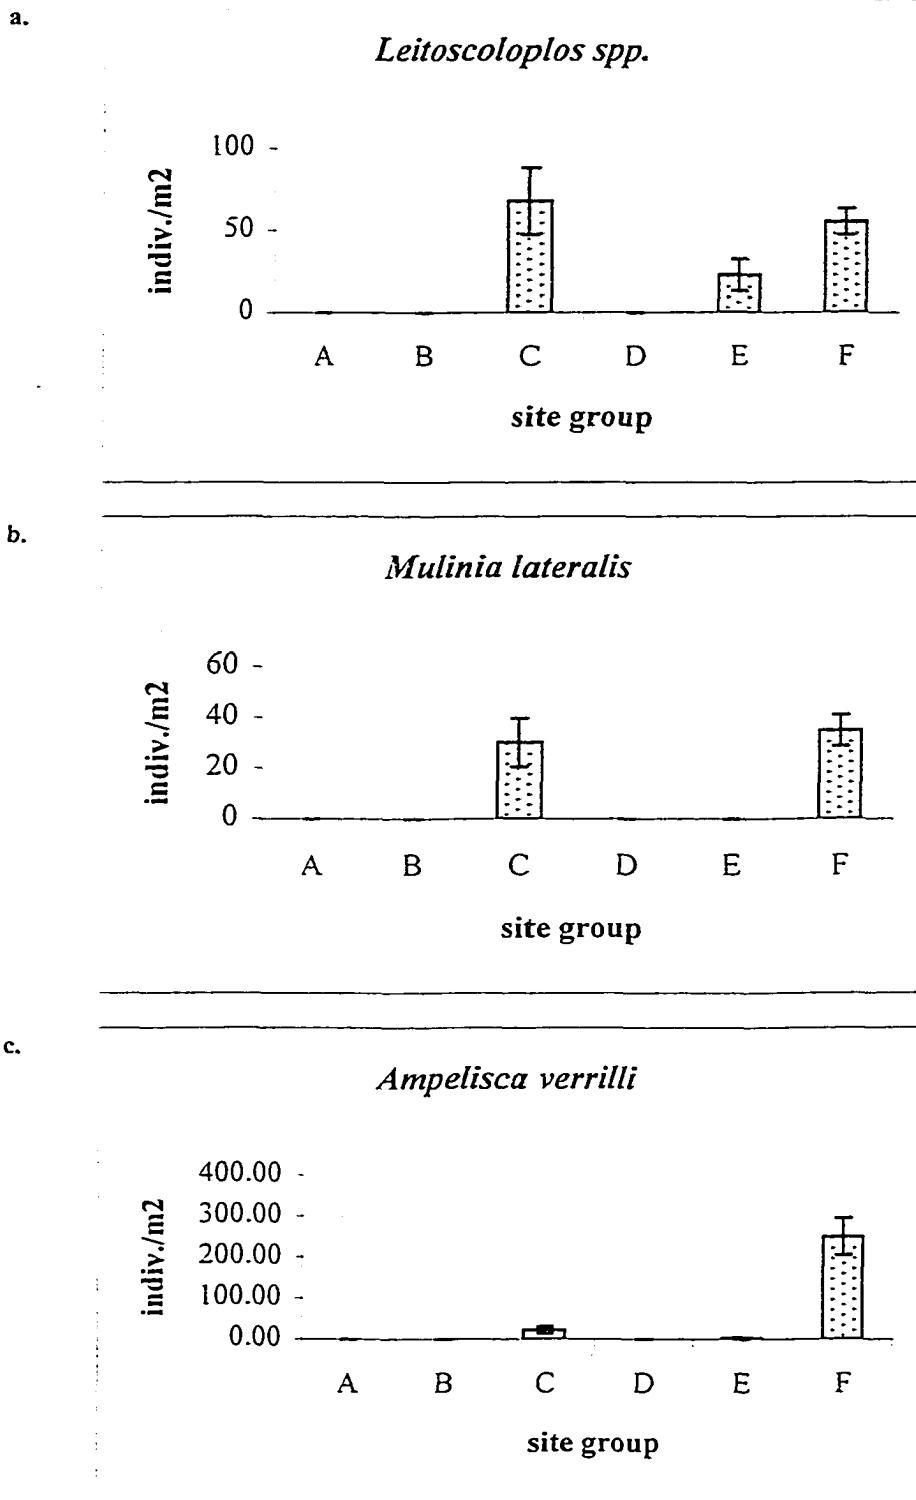 a.
Leitoscoloplos spp.
100
50
0
indiv./m2
A B C D E F
site group
b.
Mulinia lateralis
60
40
20
0
indiv./m2
A B C D E F
site group
c.
Ampelisca verrilli
400.00
300.00
200.00
100.00
0.00
indiv./m2
A B C D E F
site group